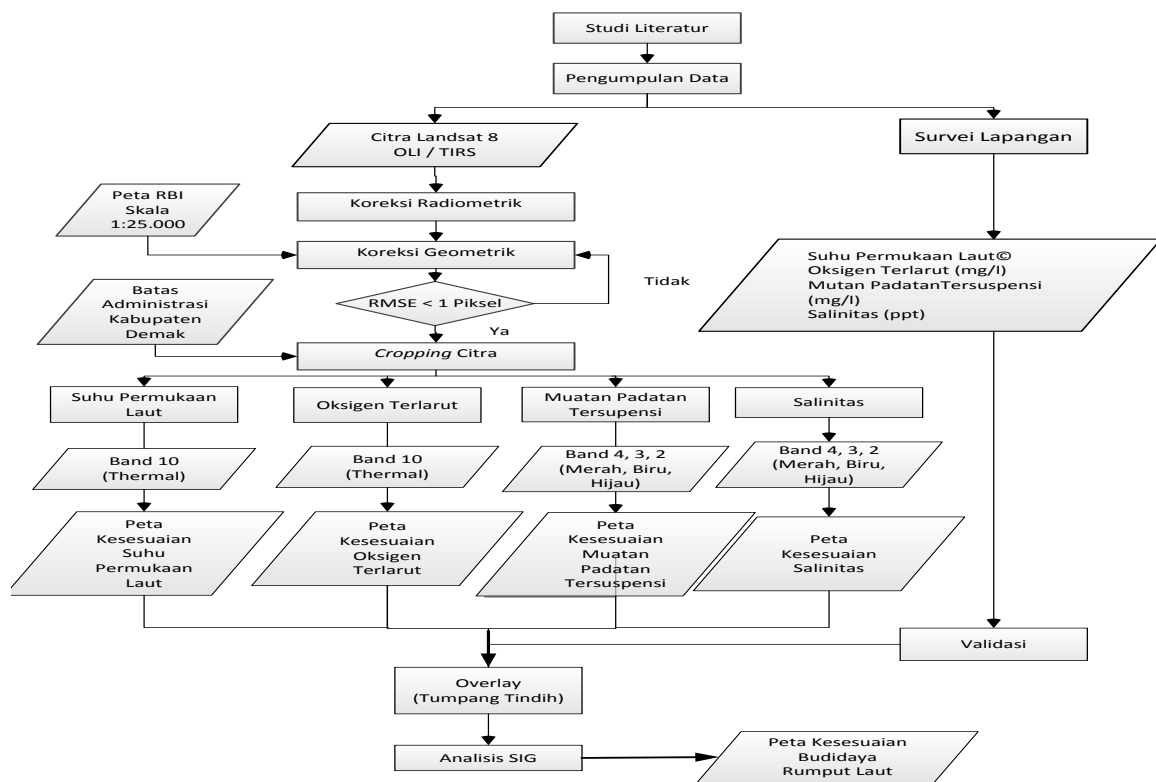 Studi Literatur
Pengumpulan Data
Citra Landsat 8
OLI / TIRS
Survei Lapangan
Peta RBI
Skala
1:25.000
Koreksi Radiometrik
Koreksi Geometrik
Tidak
RMSE < 1 Piksel
Ya
Batas
Administrasi
Kabupaten
Demak
Cropping Citra
Suhu Permukaan Laut©
Oksigen Terlarut (mg/l)
Mutan PadatanTersuspensi
(mg/l)
Salinitas (ppt)
Suhu Permukaan
Laut
Oksigen Terlarut
Muatan Padatan
Tersupensi
Salinitas
Band 10
(Thermal)
Band 10
(Thermal)
Band 4, 3, 2
(Merah, Biru,
Hijau)
Band 4, 3, 2
(Merah, Biru,
Hijau)
Peta
Kesesuaian
Suhu
Permukaan
Laut
Peta
Kesesuaian
Oksigen
Terlarut
Peta
Kesesuaian
Muatan
Padatan
Tersuspensi
Peta
Kesesuaian
Salinitas
Validasi
Overlay
(Tumpang Tindih)
Analisis SIG
Peta Kesesuaian
Budidaya
Rumput Laut